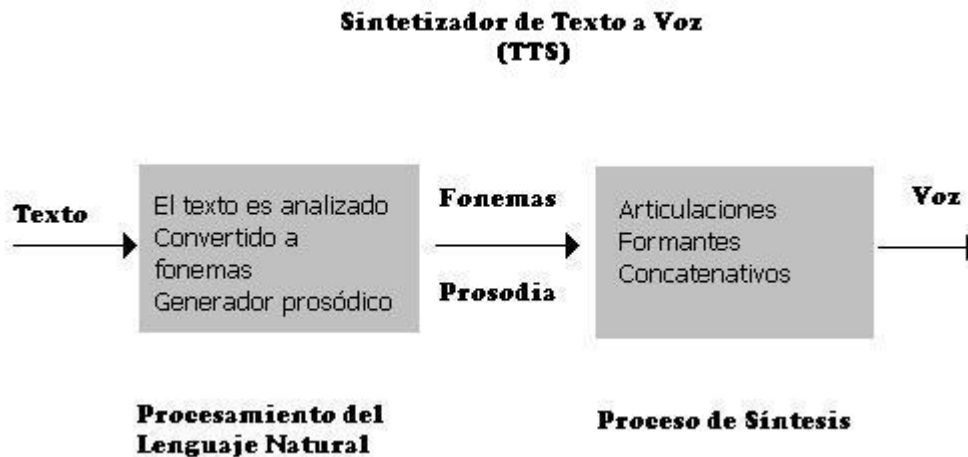 Sintetizador de Texto a Voz
(TTS)
Texto
El texto es analizado
Convertido a
fonemas
Generador prosódico
Fonemas
Prosodia
Articulaciones
Formantes
Concatenativos
Voz
Procesamiento del
Lenguaje Natural
Proceso de Síntesis